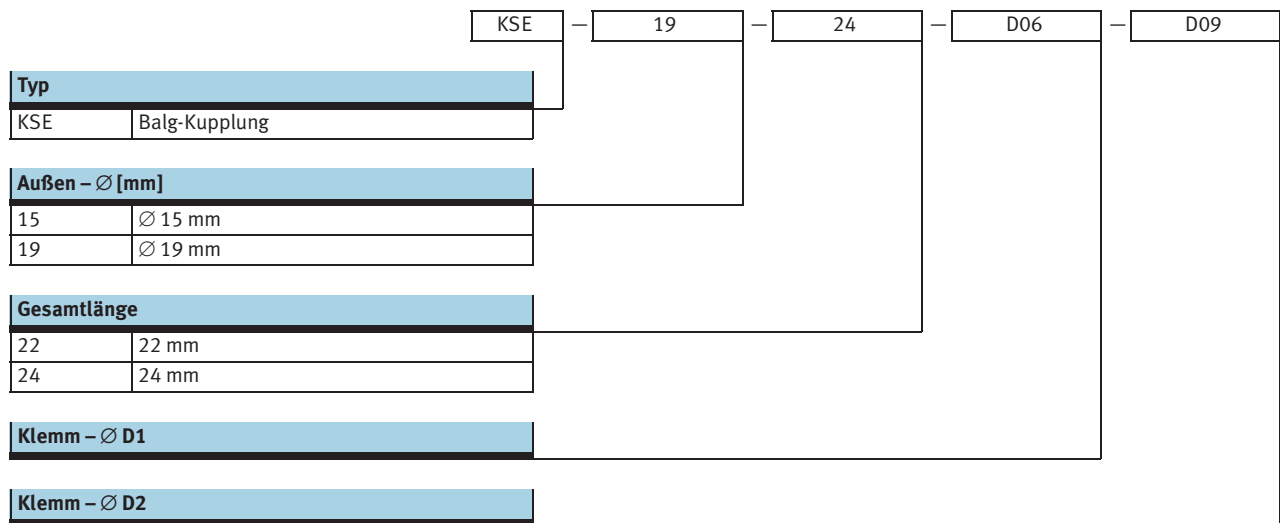 KSE — 19 — 24 — D06 — D09
Typ
KSE Balg-Kupplung
Außen – ∅ [mm]
15 ∅ 15 mm
19 ∅ 19 mm
Gesamtlänge
22 22 mm
24 24 mm
Klemm – ∅ D1
Klemm – ∅ D2